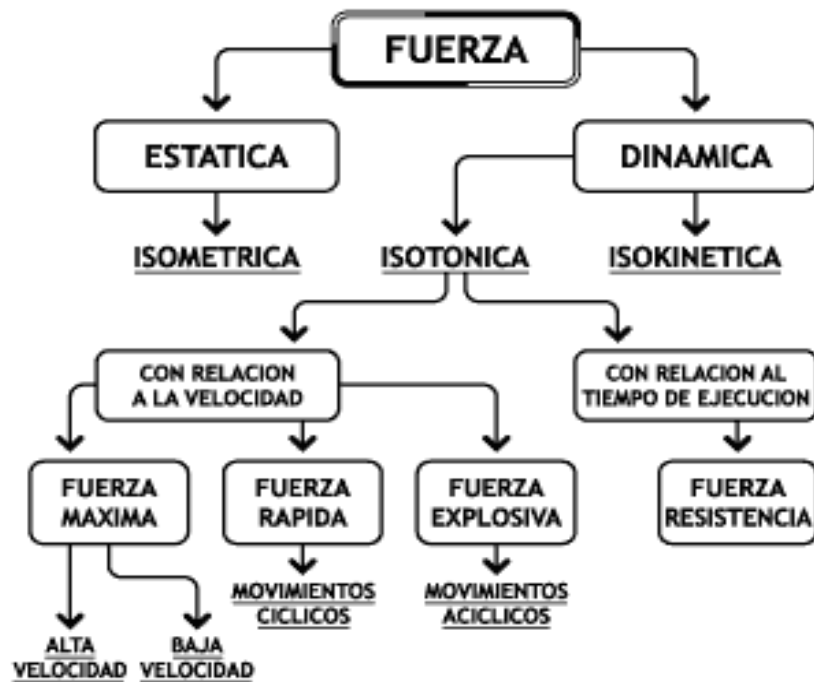 FUERZA
ESTATICA
DINAMICA
ISOMETRICA
ISOTONICA
ISOKINETICA
CON RELACION
A LA VELOCIDAD
CON RELACION AL
TIEMPO DE EJECUCION
FUERZA
MAXIMA
FUERZA
RAPIDA
FUERZA
EXPLOSIVA
FUERZA
RESISTENCIA
MOVIMIENTOS
CICLICOS
MOVIMIENTOS
ACICLICOS
ALTA
VELOCIDAD
BAJA
VELOCIDAD